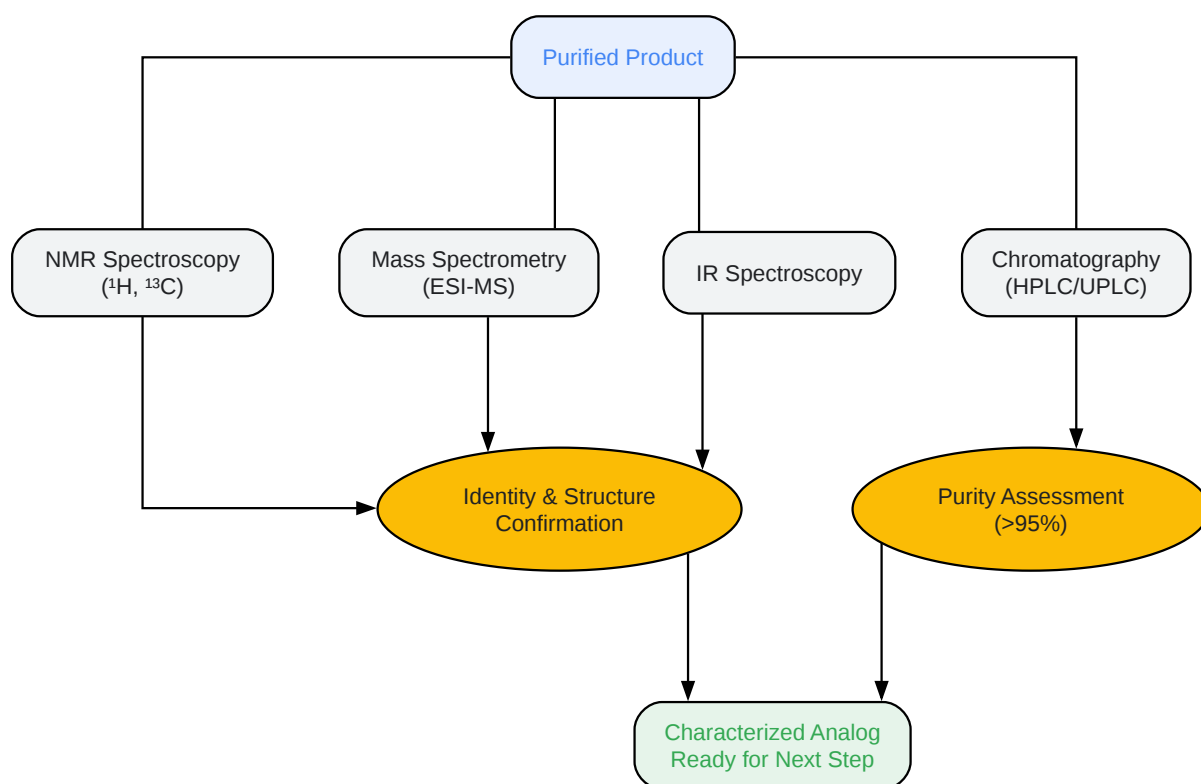 Purified Product
NMR Spectroscopy
(¹H, ¹³C)
Mass Spectrometry
(ESI-MS)
IR Spectroscopy
Chromatography
(HPLC/UPLC)
Identity & Structure
Confirmation
Purity Assessment
(>95%)
Characterized Analog
Ready for Next Step